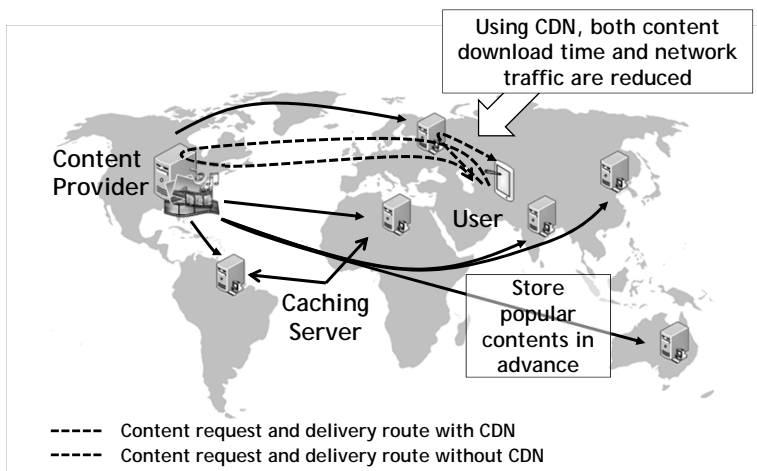 Using CDN, both content
download time and network
traffic are reduced
Content
Provider
User
Caching
Server
Store
popular
contents in
advance
Content request and delivery route with CDN
Content request and delivery route without CDN